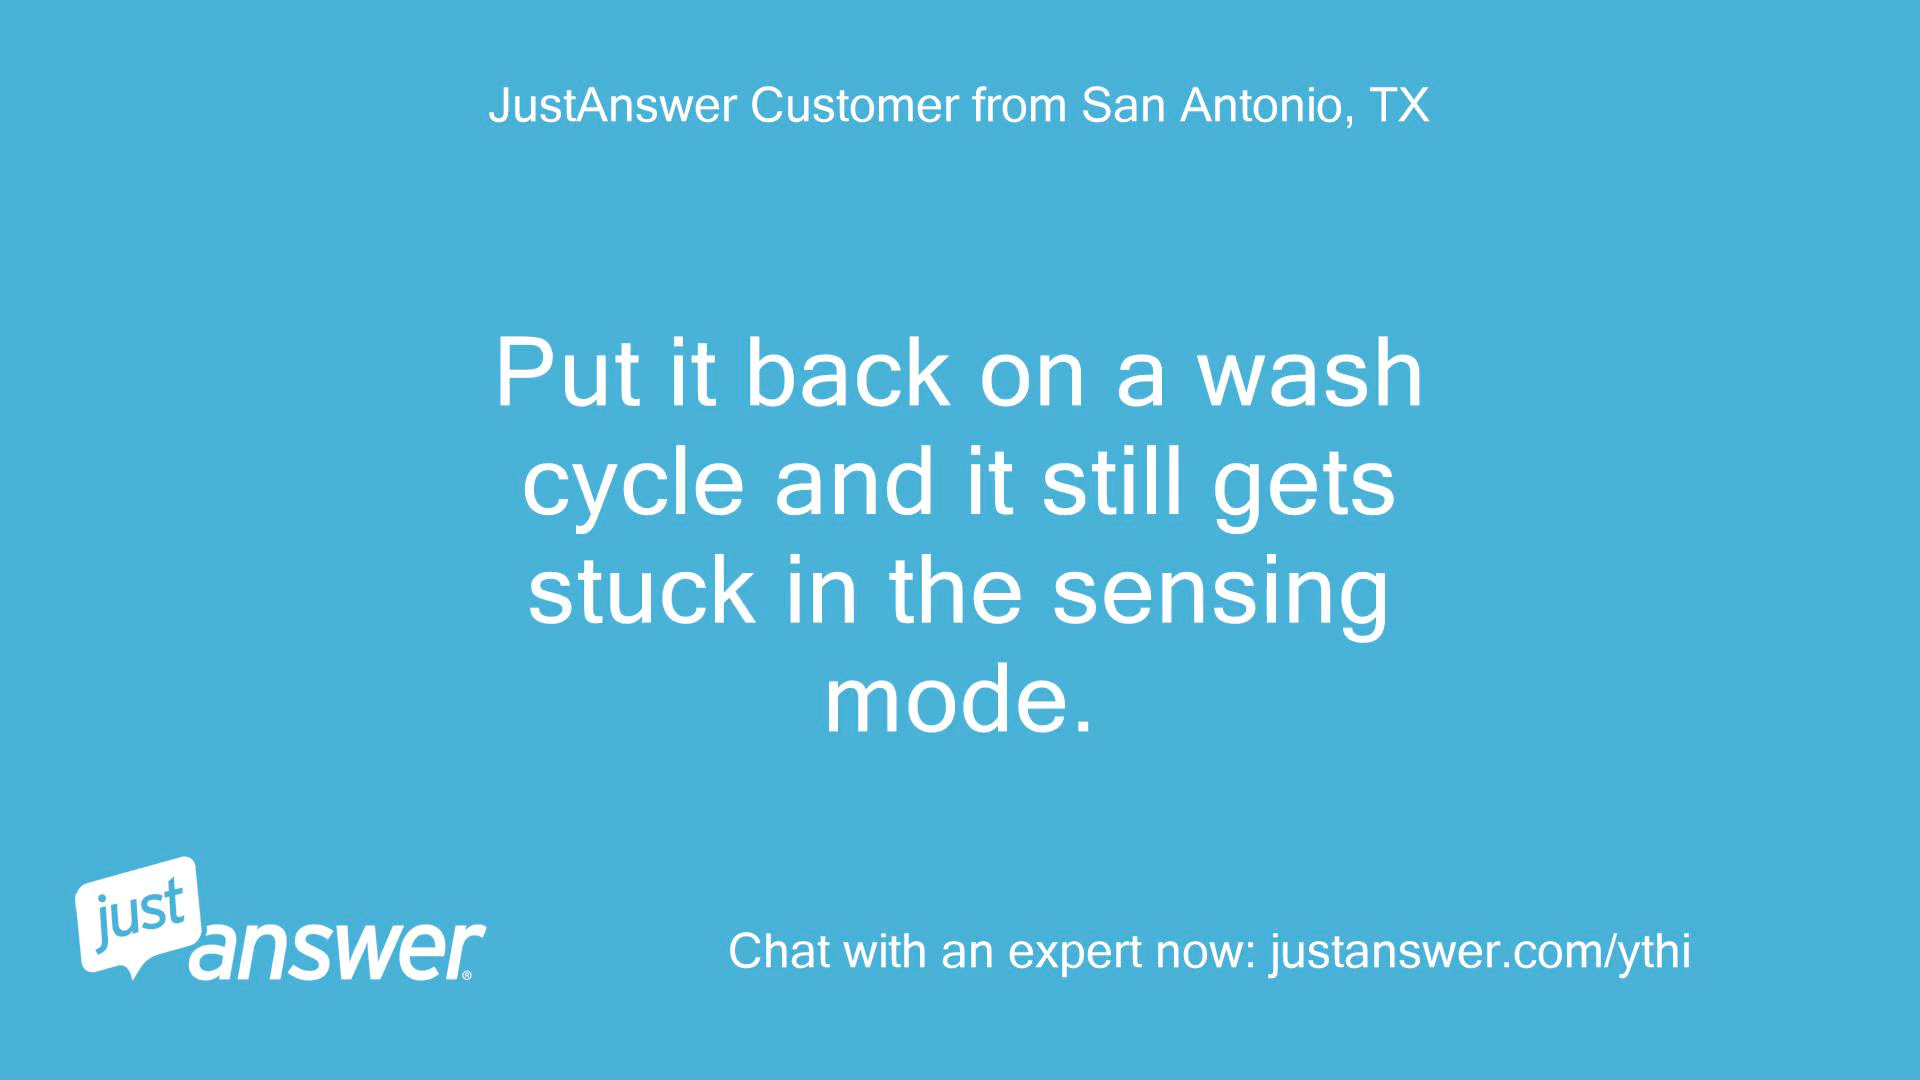 JustAnswer Customer from San Antonio, TX
Put it back on a wash
cycle and it still gets
stuck in the sensing
mode.
just
answer®
Chat with an expert now: justanswer.com/ythi